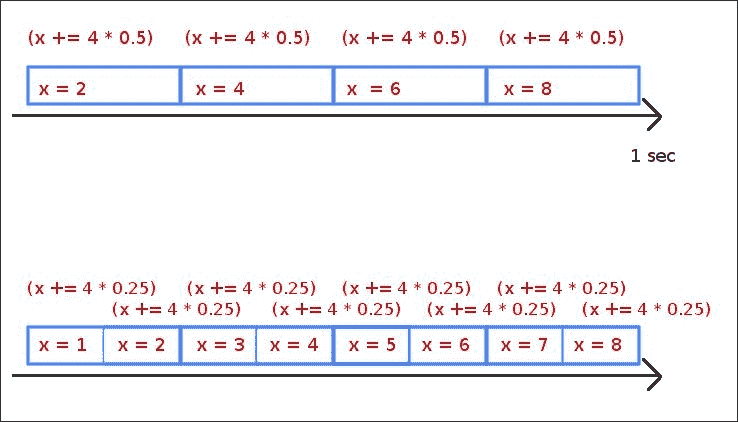 (x += 4 * 0.5) (x += 4 * 0.5) (x += 4 * 0.5) (x += 4 * 0.5)
x = 2 x = 4 x = 6 x = 8
1 sec
(x += 4 * 0.25) (x += 4 * 0.25) (x += 4 * 0.25) (x += 4 * 0.25)
(x += 4 * 0.25) (x += 4 * 0.25) (x += 4 * 0.25) (x += 4 * 0.25)
x = 1 x = 2 x = 3 x = 4 x = 5 x = 6 x = 7 x = 8